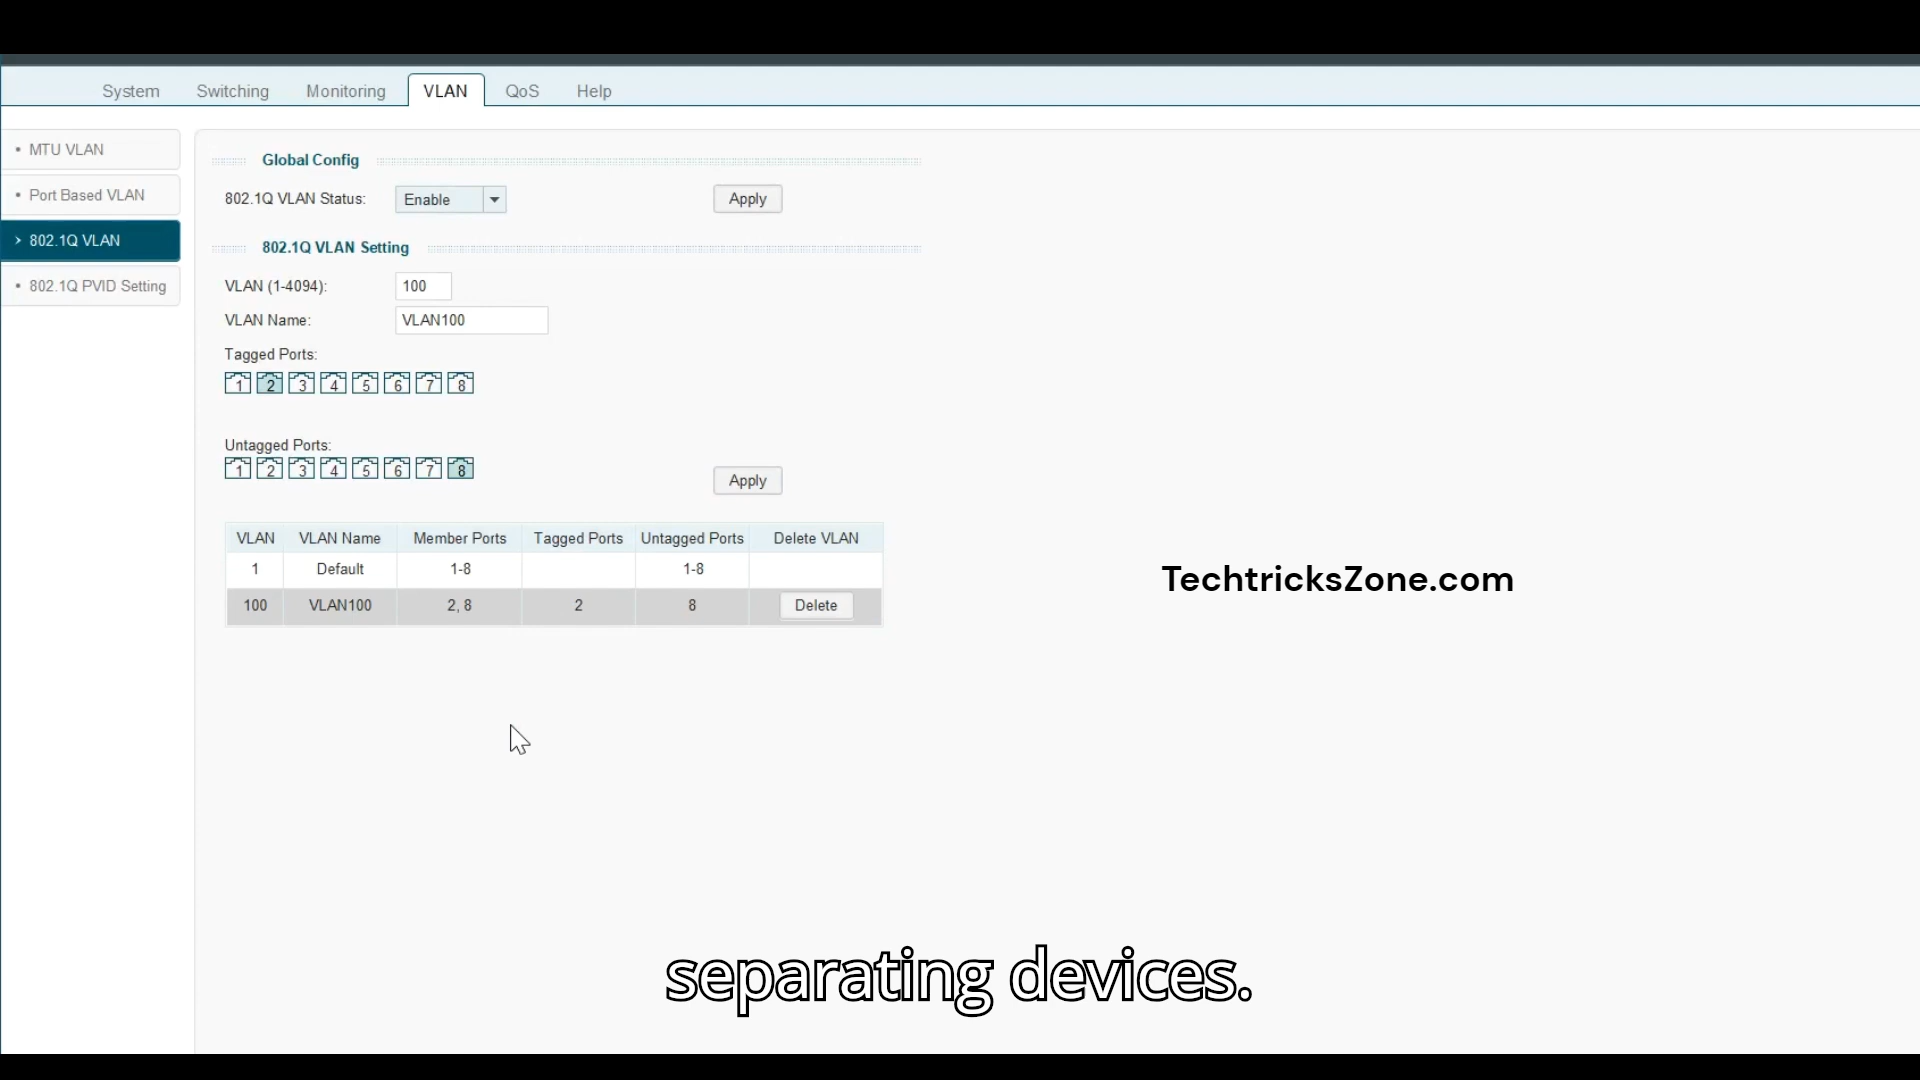 System Switching Monitoring VLAN QoS Help
MTU VLAN
Port Based VLAN
802.1Q VLAN
802.1Q PVID Setting
Global Config
802.1Q VLAN Status: Enable Apply
802.1Q VLAN Setting
VLAN (1-4094): 100
VLAN Name: VLAN100
Tagged Ports:
1 2 3 4 5 6 7 8
Untagged Ports:
1 2 3 4 5 6 7 8
Apply
VLAN VLAN Name Member Ports Tagged Ports Untagged Ports Delete VLAN
1 Default 1-8 1-8
100 VLAN100 2, 8 2 8 Delete
TechtricksZone.com
separating devices.